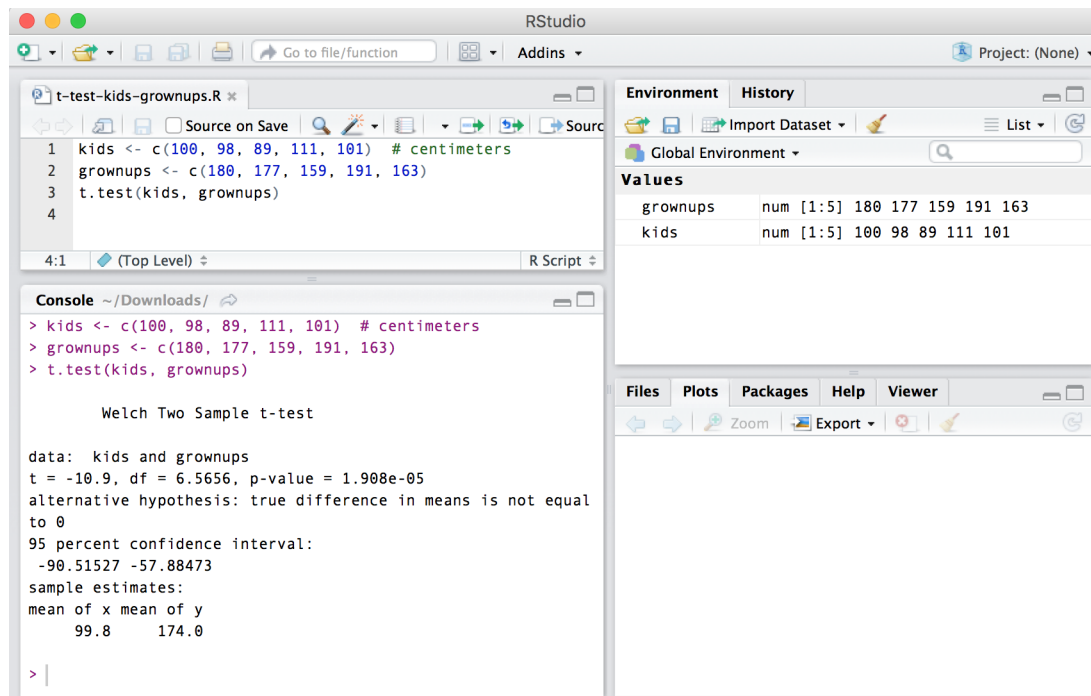 RStudio
Go to file/function
Addins
Project: (None)
t-test-kids-grownups.R
Source on Save
Sourc
1 kids <- c(100, 98, 89, 111, 101)  # centimeters
2 grownups <- c(180, 177, 159, 191, 163)
3 t.test(kids, grownups)
4
4:1 (Top Level) R Script
Console ~/Downloads/
> kids <- c(100, 98, 89, 111, 101)  # centimeters
> grownups <- c(180, 177, 159, 191, 163)
> t.test(kids, grownups)
Welch Two Sample t-test
data:  kids and grownups
t = -10.9, df = 6.5656, p-value = 1.908e-05
alternative hypothesis: true difference in means is not equal
to 0
95 percent confidence interval:
-90.51527 -57.88473
sample estimates:
mean of x mean of y
99.8 174.0
>
Environment History
Import Dataset List
Global Environment
Values
grownups num [1:5] 180 177 159 191 163
kids num [1:5] 100 98 89 111 101
Files Plots Packages Help Viewer
Zoom Export